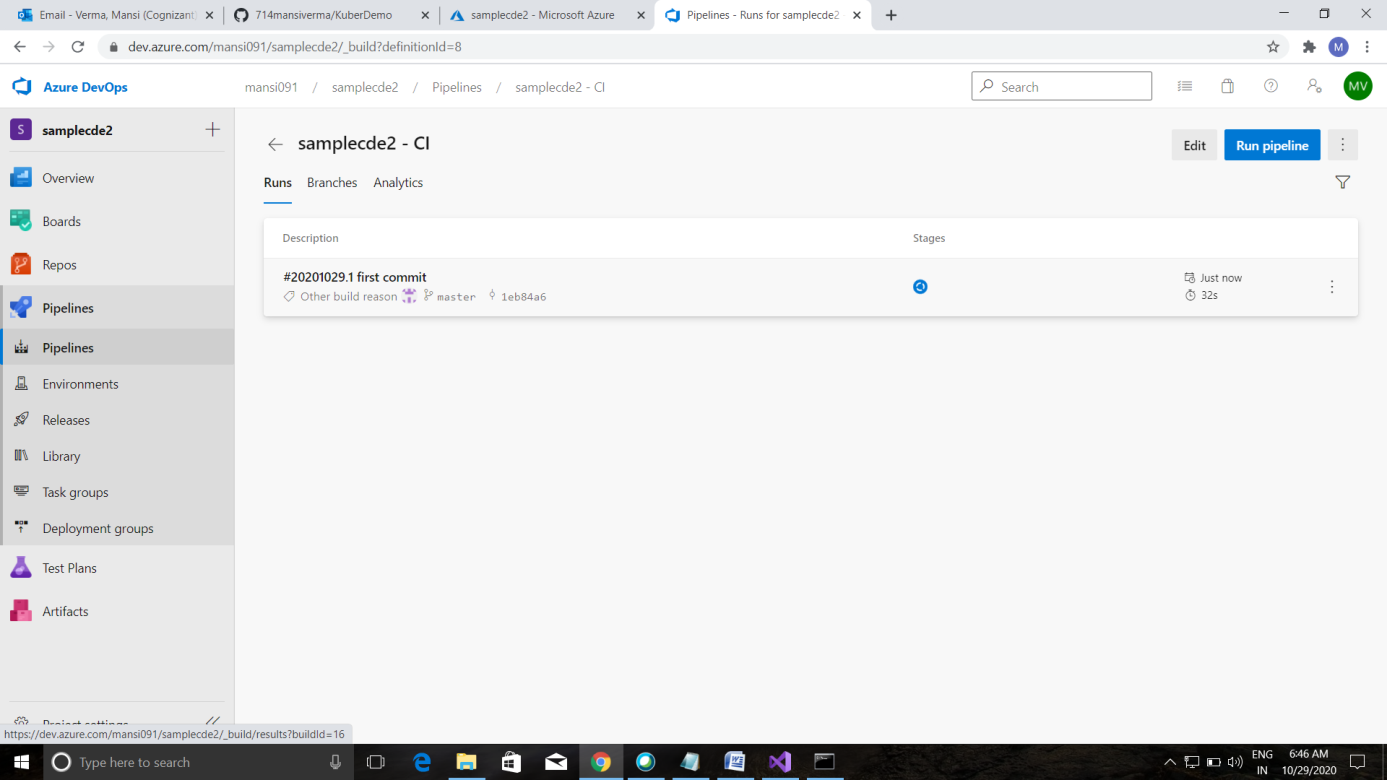 Email - Verma, Mansi (Cognizant)
714mansiverma/KuberDemo
samplecde2 - Microsoft Azure
Pipelines - Runs for samplecde2
dev.azure.com/mansi091/samplecde2/_build?definitionId=8
M
Azure DevOps
mansi091 / samplecde2 / Pipelines / samplecde2 - CI
Search
MV
S samplecde2
samplecde2 - CI
Edit
Run pipeline
Overview
Runs Branches Analytics
Boards
Description
Stages
Repos
#20201029.1 first commit
Just now
Other build reason master 1eb84a6
32s
Pipelines
Pipelines
Environments
Releases
Library
Task groups
Deployment groups
Test Plans
Artifacts
Project settings
https://dev.azure.com/mansi091/samplecde2/_build/results?buildId=16
Type here to search
ENG
IN
6:46 AM
10/29/2020